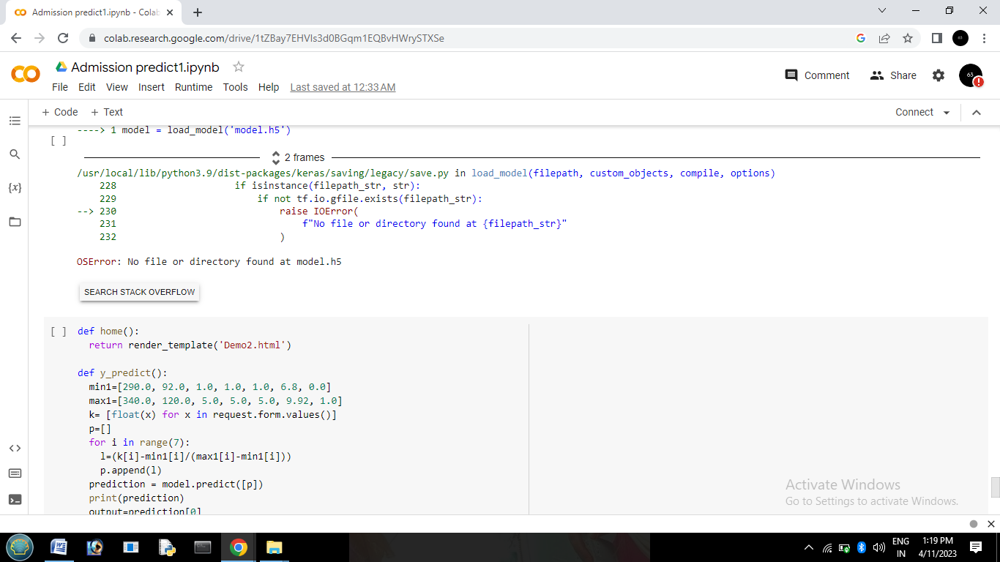 Admission predict1.ipynb - Colab
colab.research.google.com/drive/1tZBay7EHVIs3d0BGqm1EQBvHWrySTXSe
Admission predict1.ipynb
File Edit View Insert Runtime Tools Help Last saved at 12:33 AM
Comment Share 63
+ Code + Text Connect
----> 1 model = load_model('model.h5')
[ ]
2 frames
/usr/local/lib/python3.9/dist-packages/keras/saving/legacy/save.py in load_model(filepath, custom_objects, compile, options)
228 if isinstance(filepath_str, str):
229 if not tf.io.gfile.exists(filepath_str):
--> 230 raise IOError(
231 f"No file or directory found at {filepath_str}"
232 )
OSError: No file or directory found at model.h5
SEARCH STACK OVERFLOW
[ ] def home():
return render_template('Demo2.html')
def y_predict():
min1=[290.0, 92.0, 1.0, 1.0, 1.0, 6.8, 0.0]
max1=[340.0, 120.0, 5.0, 5.0, 5.0, 9.92, 1.0]
k= [float(x) for x in request.form.values()]
p=[]
for i in range(7):
l=(k[i]-min1[i]/(max1[i]-min1[i]))
p.append(l)
prediction = model.predict([p])
print(prediction)
output=prediction[0]
Activate Windows
Go to Settings to activate Windows.
ENG
IN
1:19 PM
4/11/2023